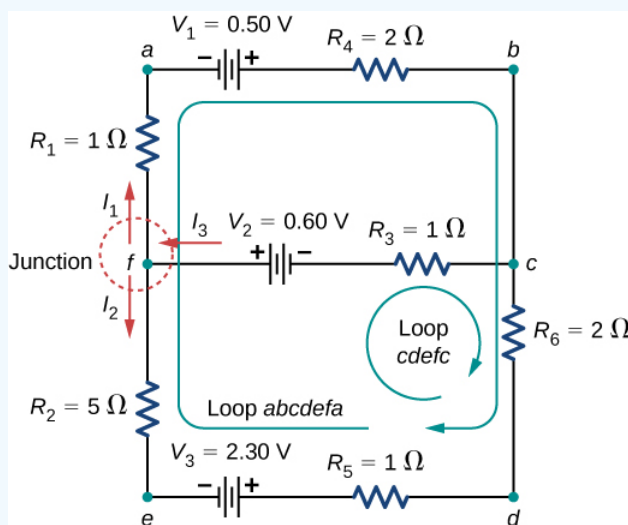 V₁ = 0.50 V
R₄ = 2 Ω
a
b
R₁ = 1 Ω
I₁
I₃
V₂ = 0.60 V
R₃ = 1 Ω
Junction
f
c
I₂
Loop
cdefc
R₆ = 2 Ω
R₂ = 5 Ω
Loop abcdefa
V₃ = 2.30 V
R₅ = 1 Ω
e
d